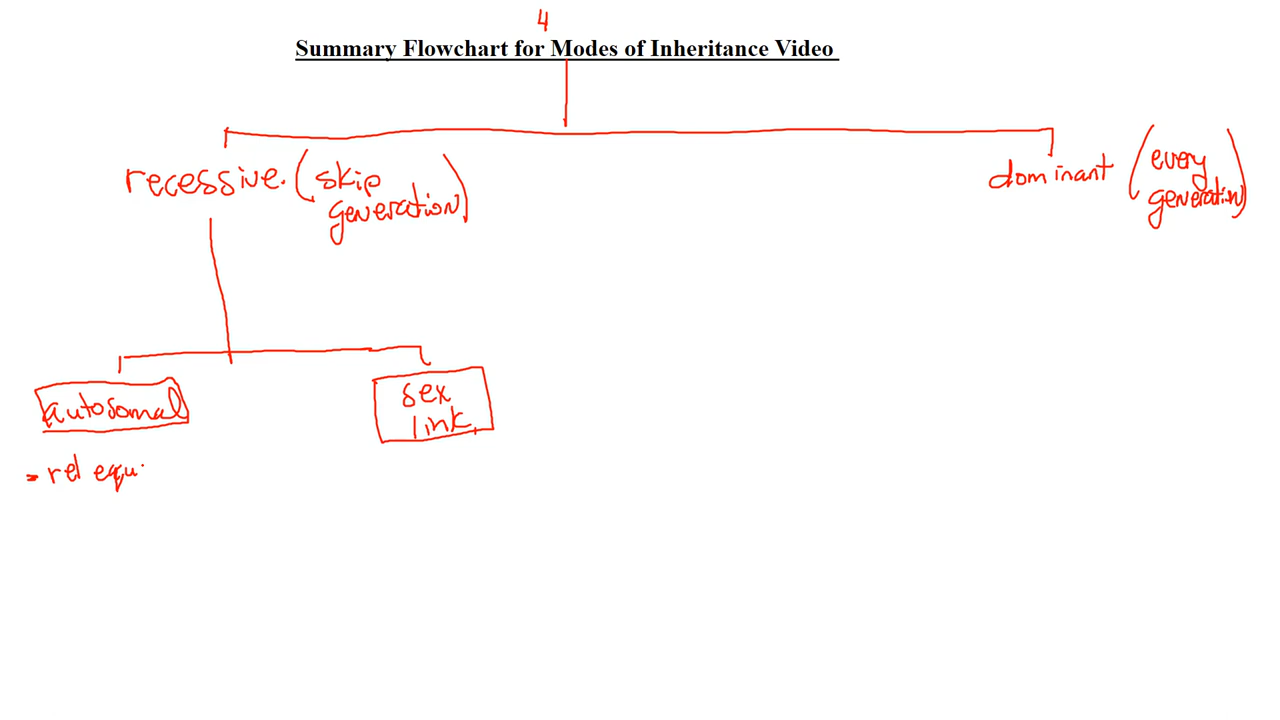 4
Summary Flowchart for Modes of Inheritance Video
recessive. (skip
generation)
dominant (every
generation)
autosomal
sex
link
- rel equ.